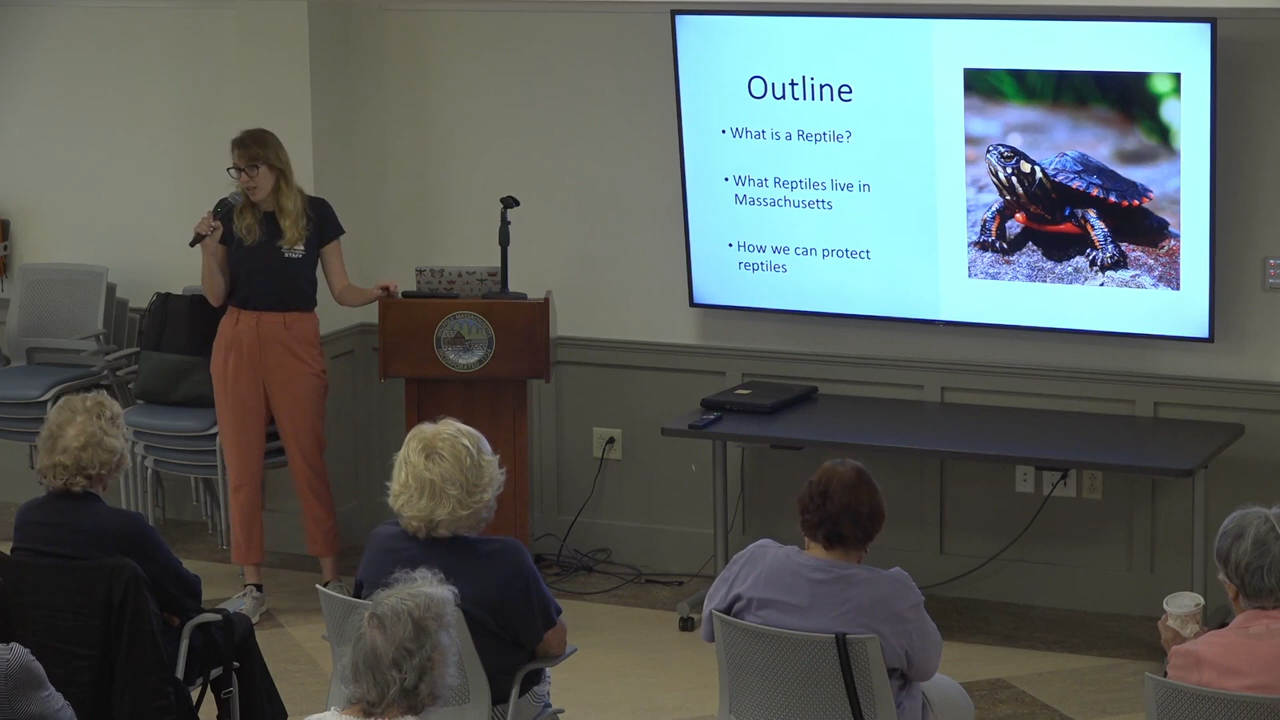 Outline
• What is a Reptile?
• What Reptiles live in
Massachusetts
• How we can protect
reptiles
STAFF